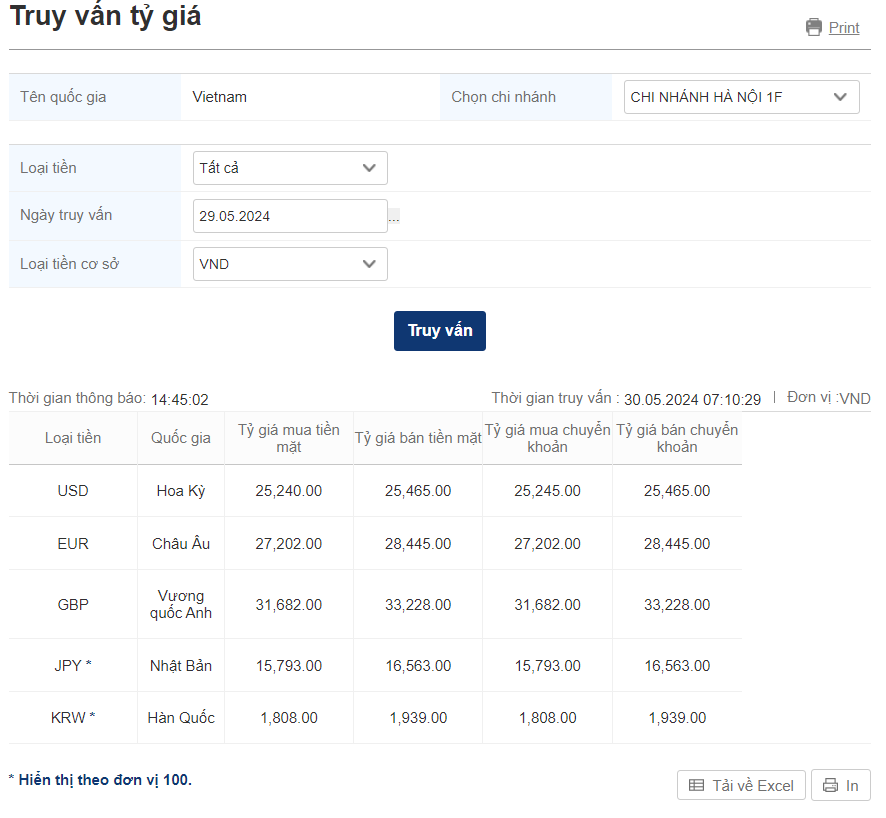 Truy vấn tỷ giá
Print
Tên quốc gia Vietnam Chọn chi nhánh CHI NHÁNH HÀ NỘI 1F
Loại tiền Tất cả
Ngày truy vấn 29.05.2024 ...
Loại tiền cơ sở VND
Truy vấn
Thời gian thông báo: 14:45:02 Thời gian truy vấn : 30.05.2024 07:10:29 | Đơn vị :VND
Loại tiền Quốc gia Tỷ giá mua tiền mặt Tỷ giá bán tiền mặt Tỷ giá mua chuyển khoản Tỷ giá bán chuyển khoản
USD Hoa Kỳ 25,240.00 25,465.00 25,245.00 25,465.00
EUR Châu Âu 27,202.00 28,445.00 27,202.00 28,445.00
GBP Vương quốc Anh 31,682.00 33,228.00 31,682.00 33,228.00
JPY * Nhật Bản 15,793.00 16,563.00 15,793.00 16,563.00
KRW * Hàn Quốc 1,808.00 1,939.00 1,808.00 1,939.00
* Hiển thị theo đơn vị 100.
Tải về Excel In